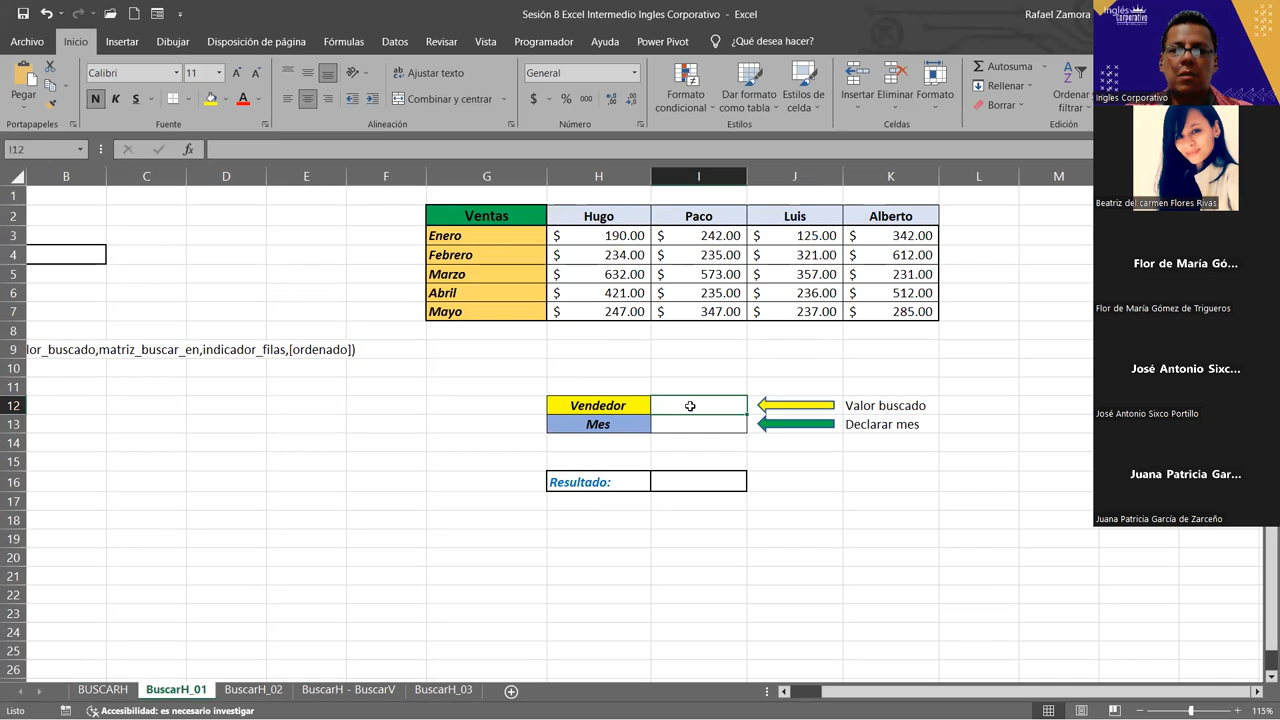 Sesión 8 Excel Intermedio Ingles Corporativo - Excel
Rafael Zamora
Archivo Inicio Insertar Dibujar Disposición de página Fórmulas Datos Revisar Vista Programador Ayuda Power Pivot ¿Qué desea hacer?
Pegar
Calibri 11
N K S
Ajustar texto
Combinar y centrar
General
$ % 000
Formato condicional
Dar formato como tabla
Estilos de celda
Insertar Eliminar Formato
Autosuma
Rellenar
Borrar
Ordenar filtrar
Portapapeles Fuente Alineación Número Estilos Celdas Edición
I12 fx
B C D E F G H I J K L M
1
2 Ventas Hugo Paco Luis Alberto
3 Enero $ 190.00 $ 242.00 $ 125.00 $ 342.00
4 Febrero $ 234.00 $ 235.00 $ 321.00 $ 612.00
5 Marzo $ 632.00 $ 573.00 $ 357.00 $ 231.00
6 Abril $ 421.00 $ 235.00 $ 236.00 $ 512.00
7 Mayo $ 247.00 $ 347.00 $ 237.00 $ 285.00
8
9 lor_buscado,matriz_buscar_en,indicador_filas,[ordenado])
10
11
12 Vendedor Valor buscado
13 Mes Declarar mes
14
15
16 Resultado:
17
18
19
20
21
22
23
24
25
26
BUSCARH BuscarH_01 BuscarH_02 BuscarH - BuscarV BuscarH_03
Listo Accesibilidad: es necesario investigar 115%
Inglés Corporativo
Ingles Corporativo
Beatriz del carmen Flores Rivas
Flor de María Gó...
Flor de María Gómez de Trigueros
José Antonio Sixc...
José Antonio Sixco Portillo
Juana Patricia Gar...
Juana Patricia García de Zarceño